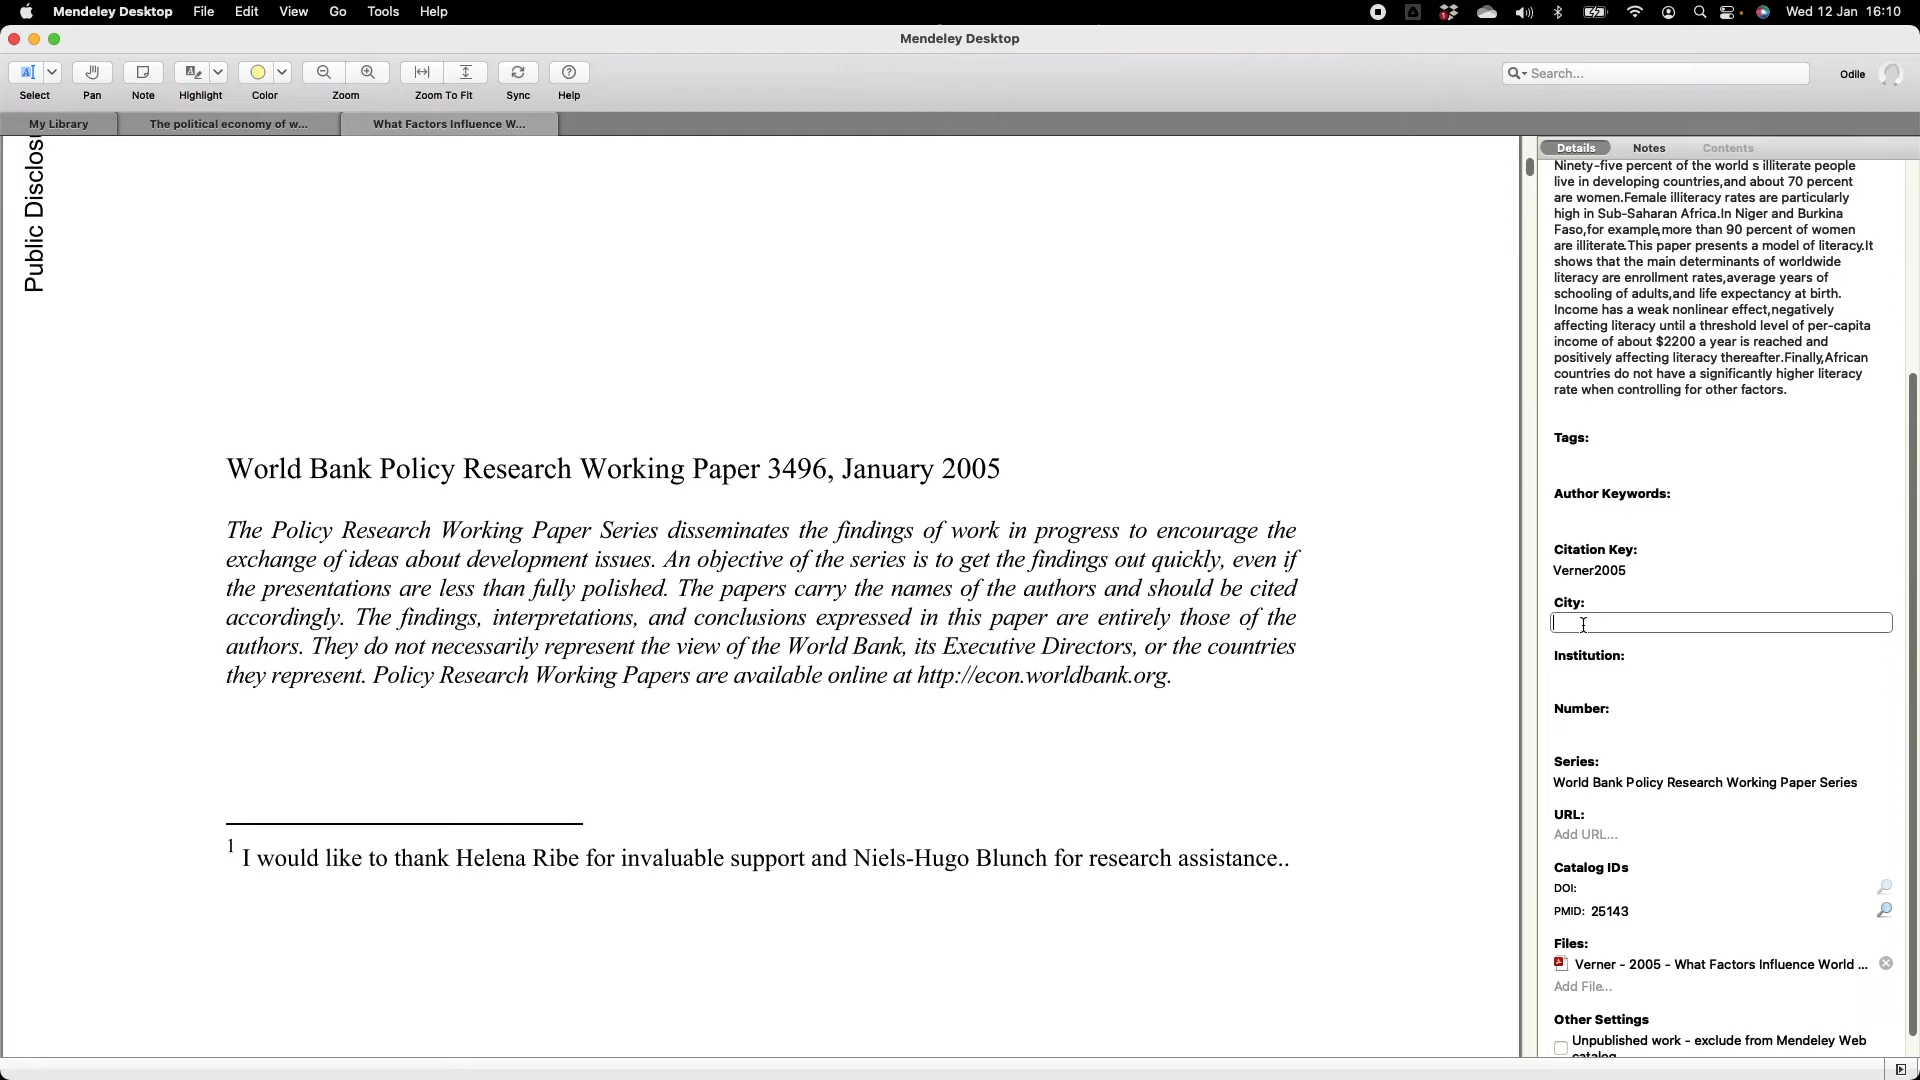 Mendeley Desktop File Edit View Go Tools Help
Wed 12 Jan 16:10
Mendeley Desktop
Select Pan Note Highlight Color Zoom Zoom To Fit Sync Help
Search...
Odile
My Library
The political economy of w...
What Factors Influence W...
Public Disclos
World Bank Policy Research Working Paper 3496, January 2005
The Policy Research Working Paper Series disseminates the findings of work in progress to encourage the
exchange of ideas about development issues. An objective of the series is to get the findings out quickly, even if
the presentations are less than fully polished. The papers carry the names of the authors and should be cited
accordingly. The findings, interpretations, and conclusions expressed in this paper are entirely those of the
authors. They do not necessarily represent the view of the World Bank, its Executive Directors, or the countries
they represent. Policy Research Working Papers are available online at http://econ.worldbank.org.
1 I would like to thank Helena Ribe for invaluable support and Niels-Hugo Blunch for research assistance..
Details Notes Contents
Ninety-five percent of the world s illiterate people
live in developing countries,and about 70 percent
are women.Female illiteracy rates are particularly
high in Sub-Saharan Africa.In Niger and Burkina
Faso,for example,more than 90 percent of women
are illiterate.This paper presents a model of literacy.It
shows that the main determinants of worldwide
literacy are enrollment rates,average years of
schooling of adults,and life expectancy at birth.
Income has a weak nonlinear effect,negatively
affecting literacy until a threshold level of per-capita
income of about $2200 a year is reached and
positively affecting literacy thereafter.Finally,African
countries do not have a significantly higher literacy
rate when controlling for other factors.
Tags:
Author Keywords:
Citation Key:
Verner2005
City:
Institution:
Number:
Series:
World Bank Policy Research Working Paper Series
URL:
Add URL...
Catalog IDs
DOI:
PMID: 25143
Files:
Verner - 2005 - What Factors Influence World ...
Add File...
Other Settings
Unpublished work - exclude from Mendeley Web
catalog